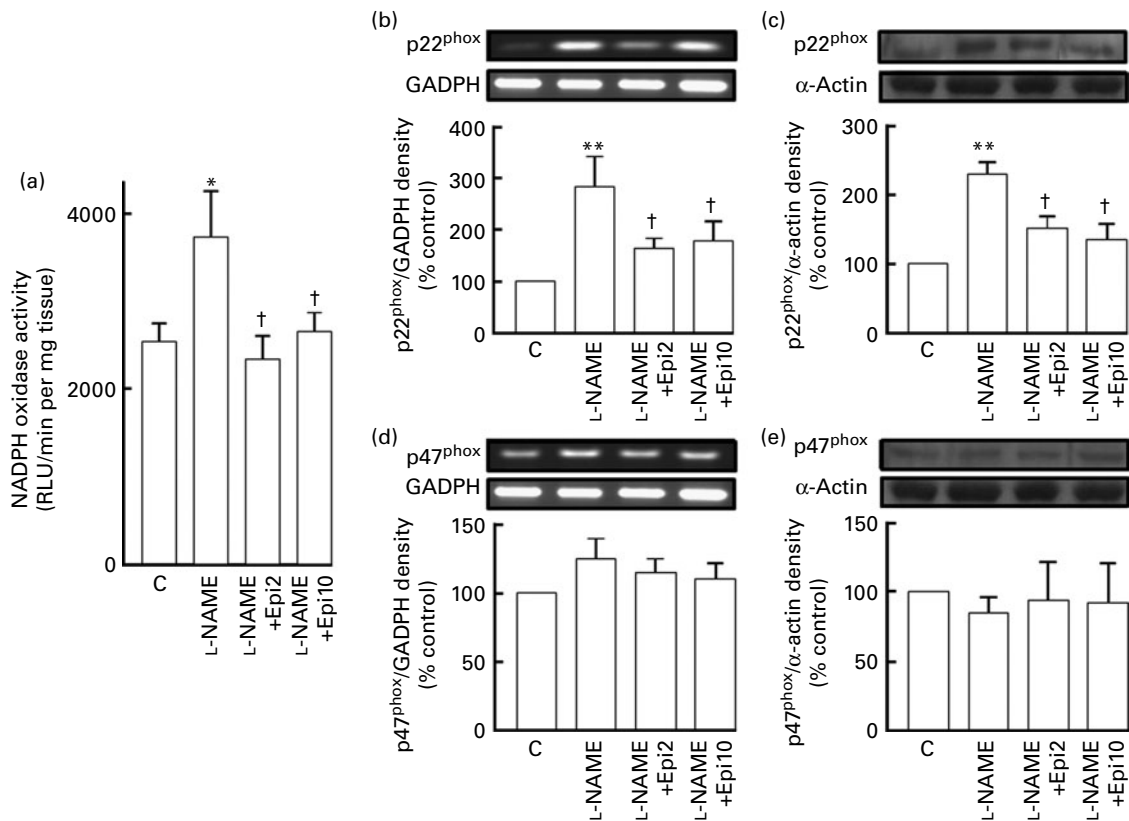 (a)
NADPH oxidase activity
(RLU/min per mg tissue)
4000
2000
0
*
†
†
C
L-NAME
L-NAME
+Epi2
L-NAME
+Epi10
(b)
p22phox
GADPH
p22phox/GADPH density
(% control)
400
300
200
100
0
**
†
†
C
L-NAME
L-NAME
+Epi2
L-NAME
+Epi10
(c)
p22phox
α-Actin
p22phox/α-actin density
(% control)
300
200
150
100
0
**
†
†
C
L-NAME
L-NAME
+Epi2
L-NAME
+Epi10
(d)
p47phox
GADPH
p47phox/GADPH density
(% control)
150
100
50
0
C
L-NAME
L-NAME
+Epi2
L-NAME
+Epi10
(e)
p47phox
α-Actin
p47phox/α-actin density
(% control)
150
100
50
0
C
L-NAME
L-NAME
+Epi2
L-NAME
+Epi10